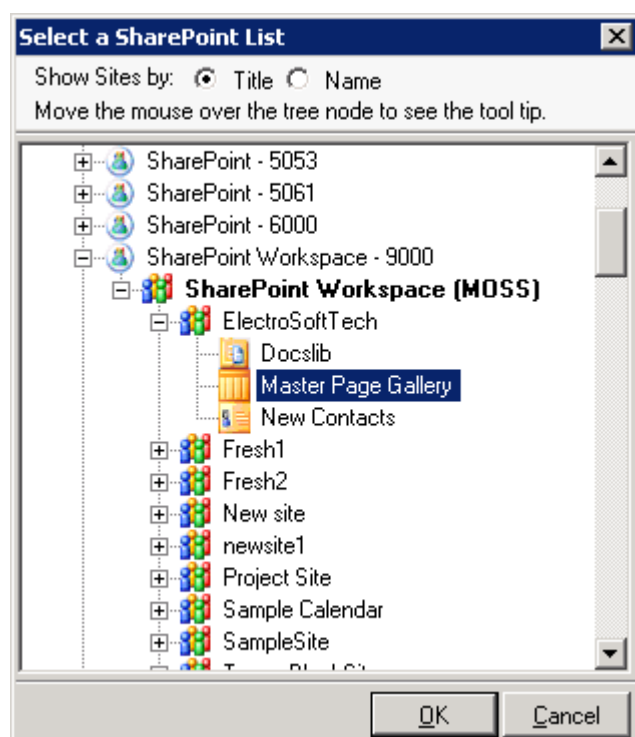 Select a SharePoint List
Show Sites by: Title Name
Move the mouse over the tree node to see the tool tip.
SharePoint - 5053
SharePoint - 5061
SharePoint - 6000
SharePoint Workspace - 9000
SharePoint Workspace (MOSS)
ElectroSoftTech
Docslib
Master Page Gallery
New Contacts
Fresh1
Fresh2
New site
newsite1
Project Site
Sample Calendar
SampleSite
OK Cancel